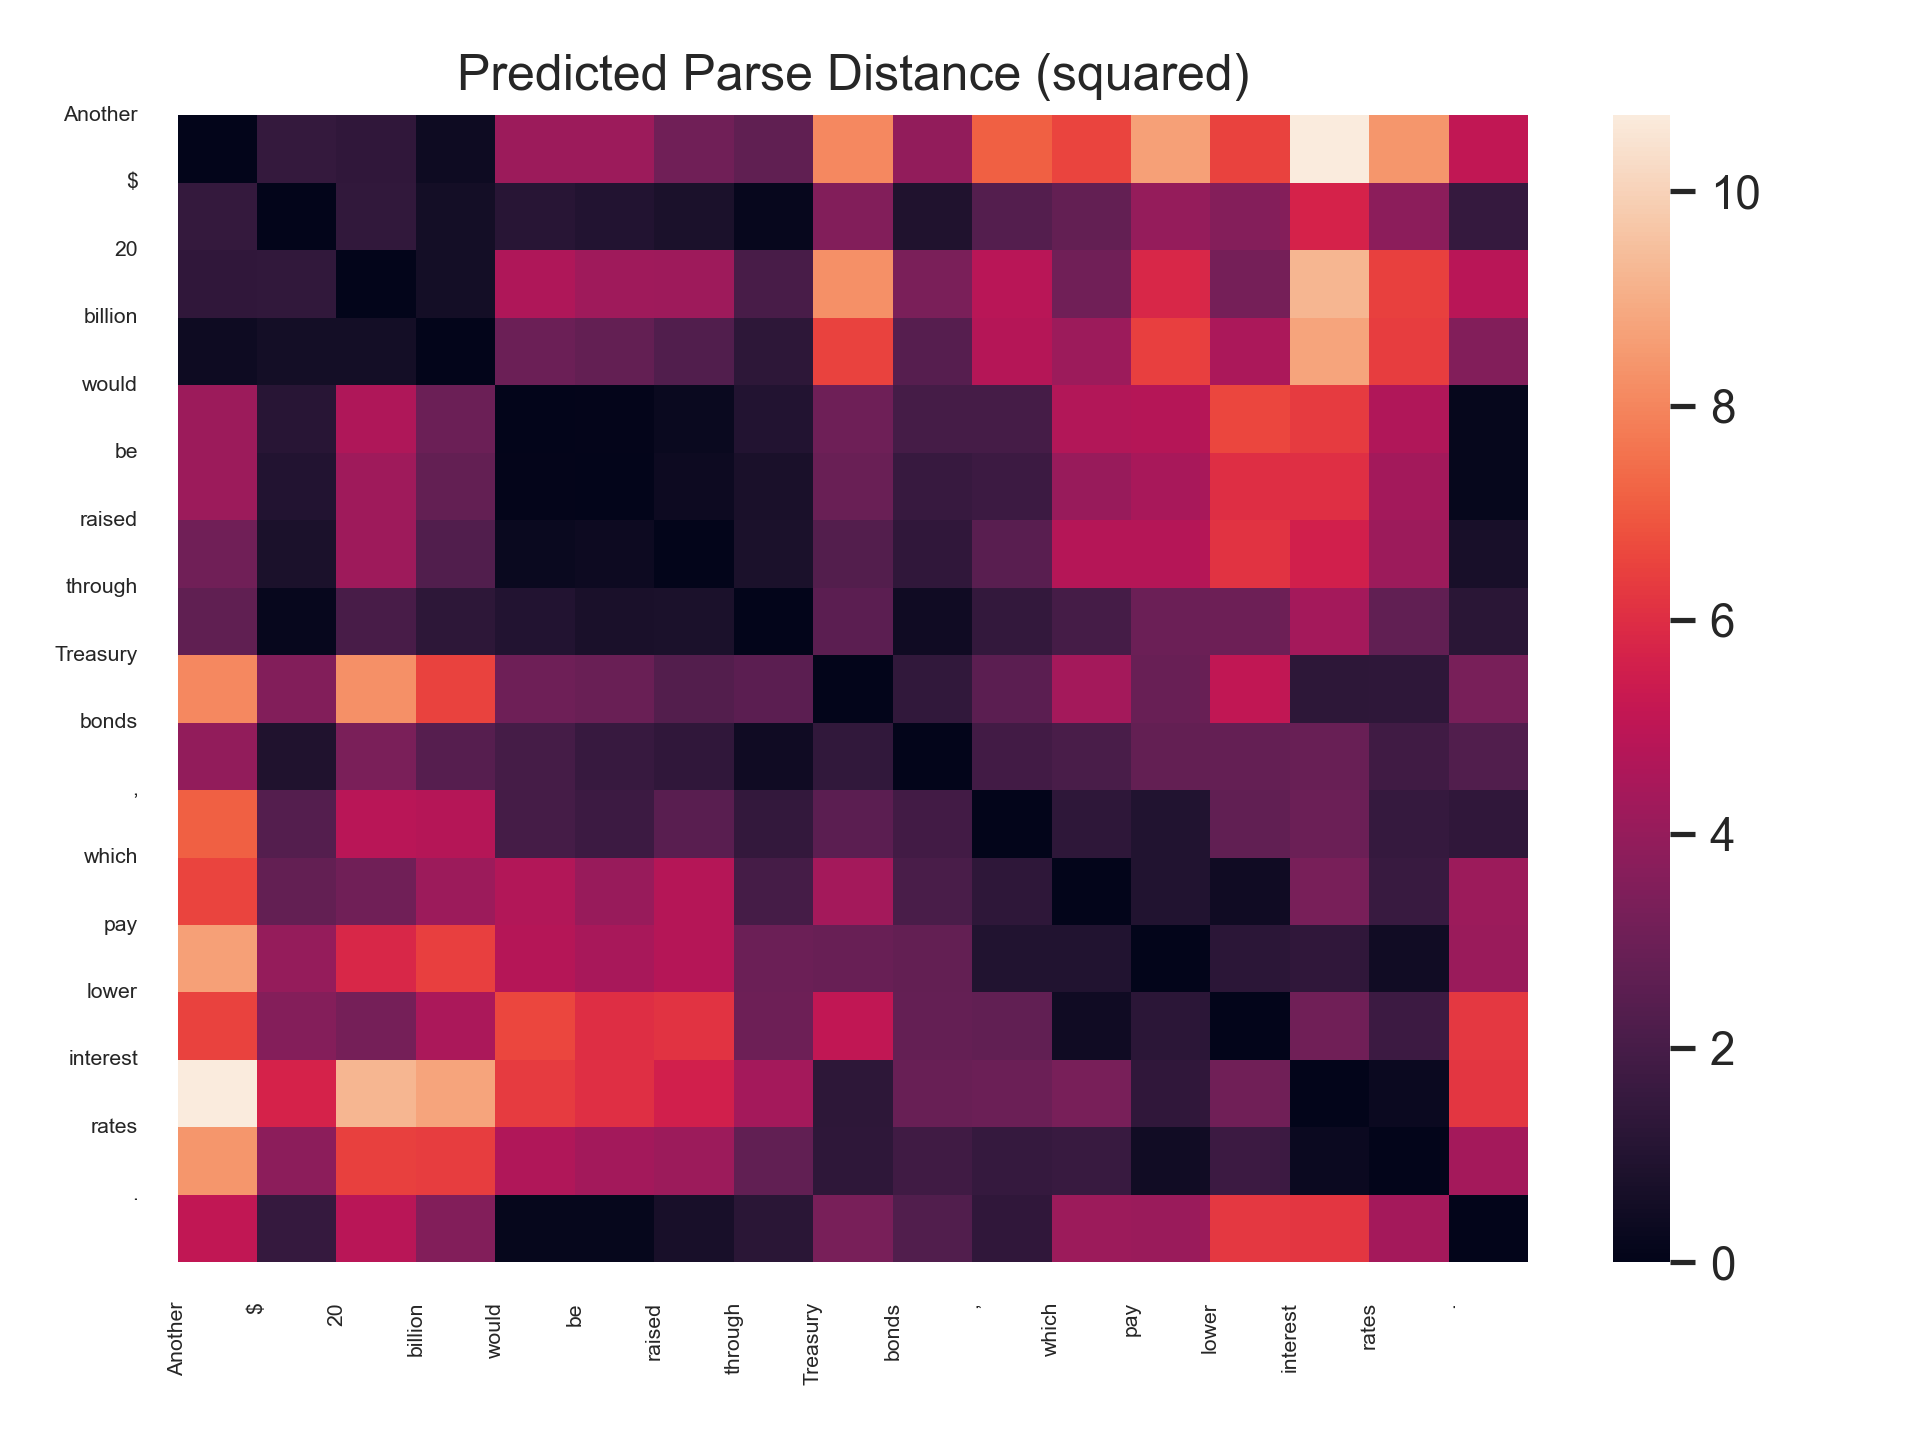 Predicted Parse Distance (squared)
Another
$
20
billion
would
be
raised
through
Treasury
bonds
,
which
pay
lower
interest
rates
.
10
8
6
4
2
0
Another
$
20
billion
would
be
raised
through
Treasury
bonds
,
which
pay
lower
interest
rates
.